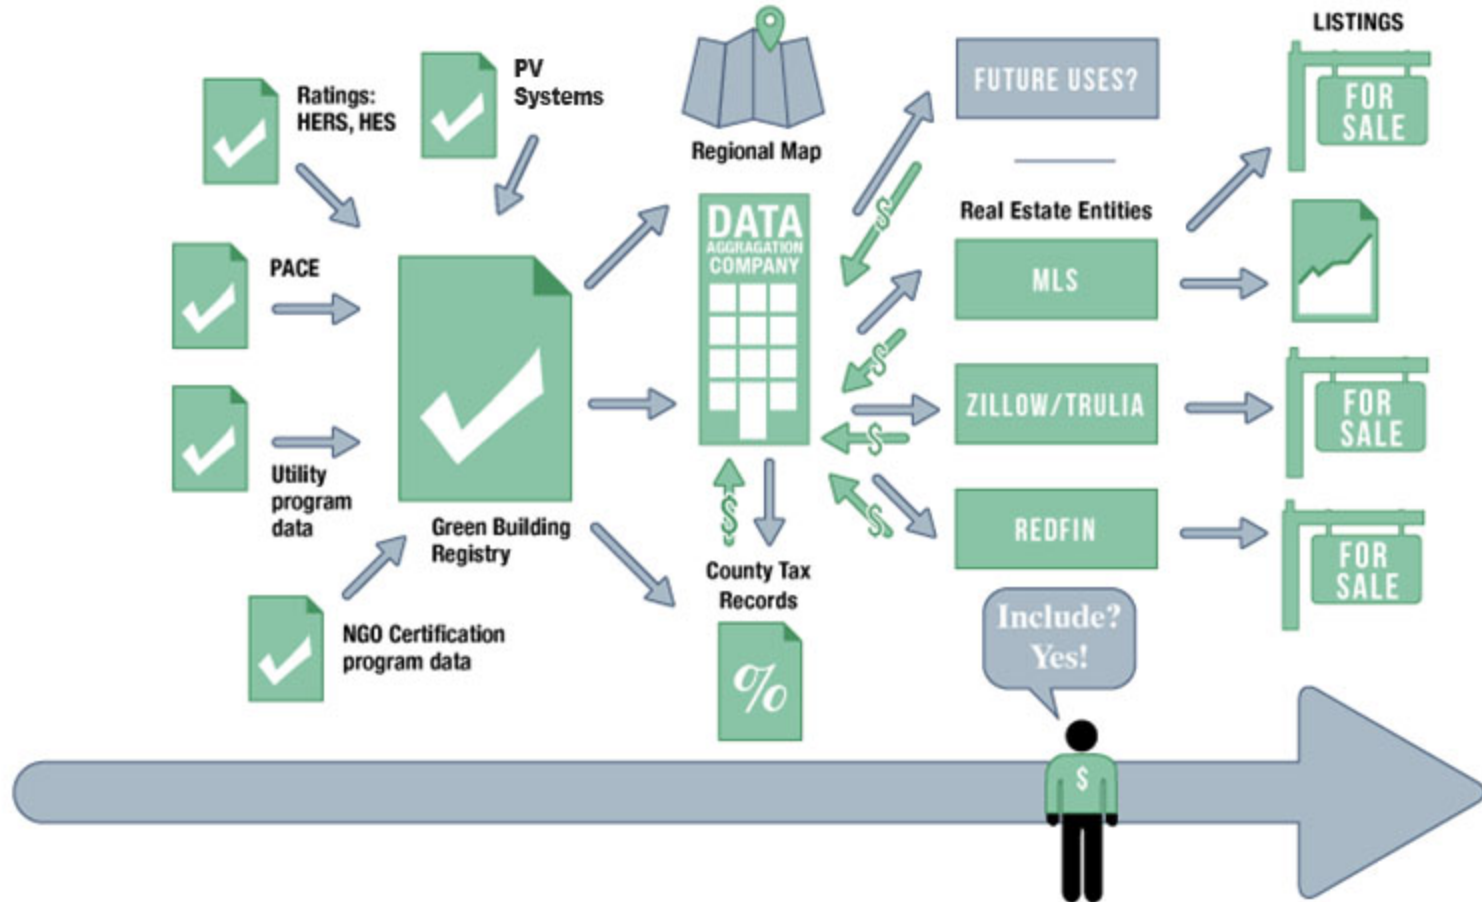 Ratings:
HERS, HES
PV
Systems
PACE
Utility
program
data
NGO Certification
program data
Green Building
Registry
Regional Map
DATA
AGGRAGATION
COMPANY
$
$
$
$
$
County Tax
Records
%
FUTURE USES?
Real Estate Entities
MLS
ZILLOW/TRULIA
REDFIN
Include?
Yes!
$
LISTINGS
FOR
SALE
FOR
SALE
FOR
SALE